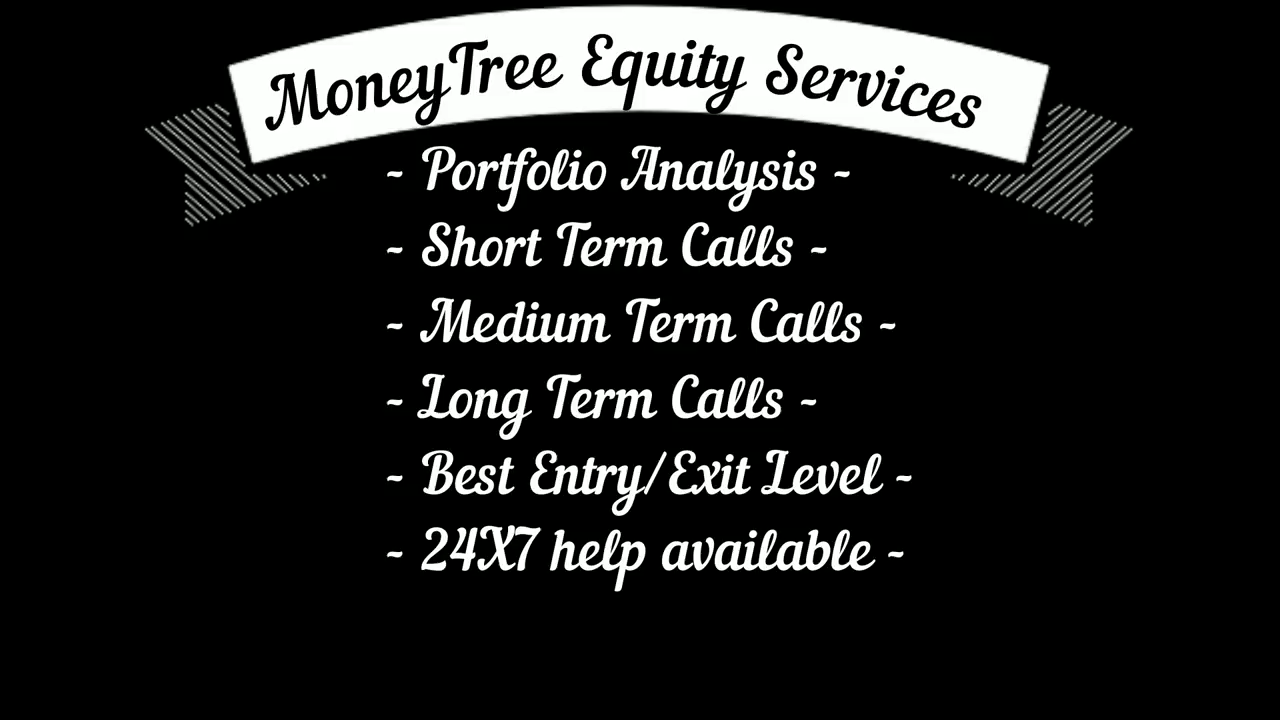 MoneyTree Equity Services
- Portfolio Analysis -
- Short Term Calls -
- Medium Term Calls -
- Long Term Calls -
- Best Entry/Exit Level -
- 24X7 help available -